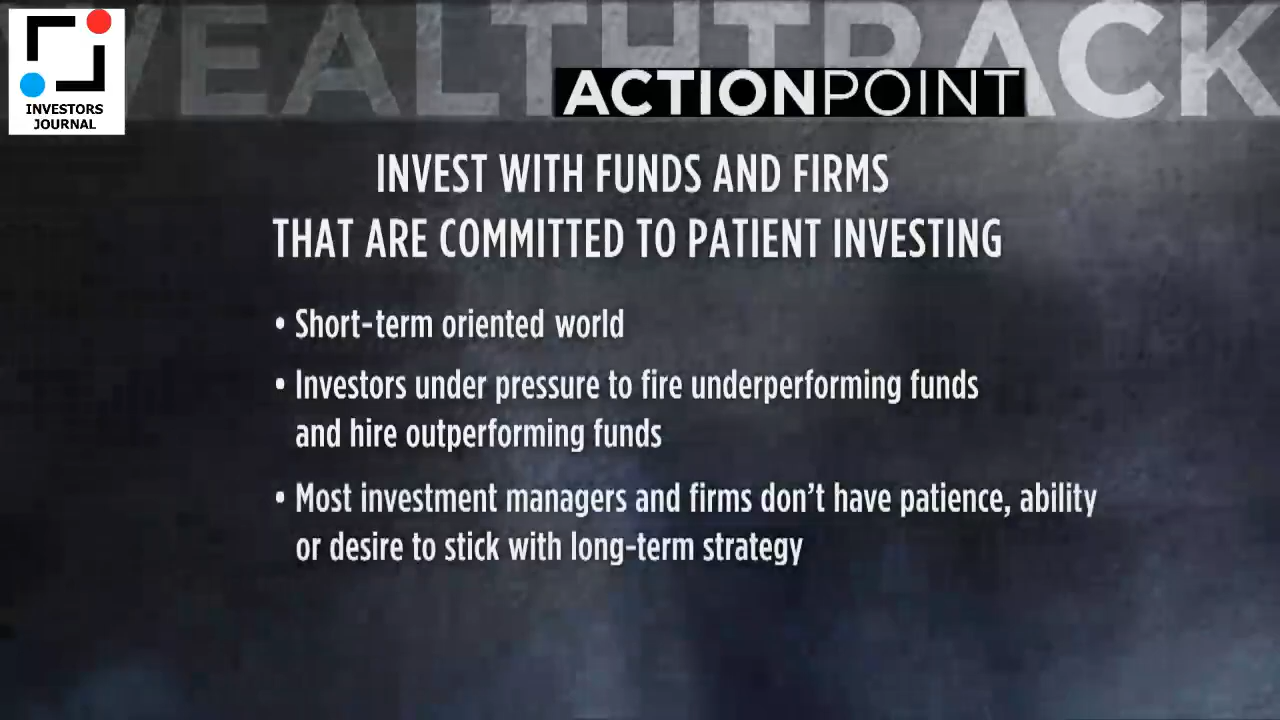 WEALTHTRACK
ACTIONPOINT
INVESTORS
JOURNAL
INVEST WITH FUNDS AND FIRMS
THAT ARE COMMITTED TO PATIENT INVESTING
• Short-term oriented world
• Investors under pressure to fire underperforming funds
and hire outperforming funds
• Most investment managers and firms don’t have patience, ability
or desire to stick with long-term strategy